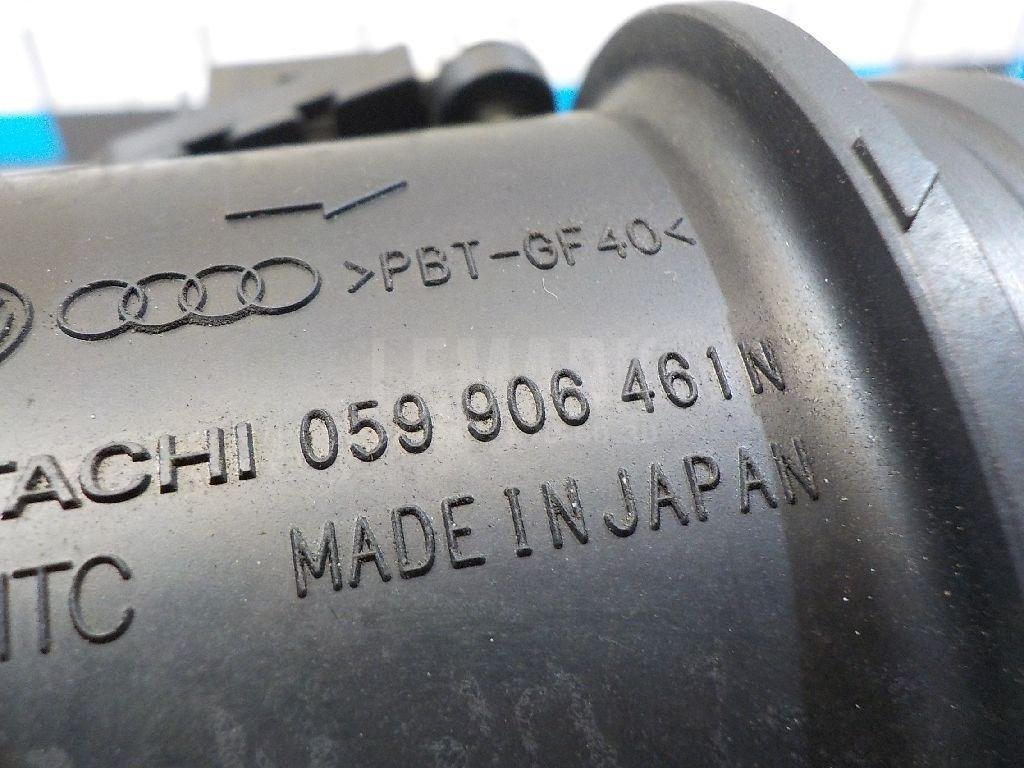 >PBT-GF40<
TACHI 059 906 461 N
MADE IN JAPAN
ITC